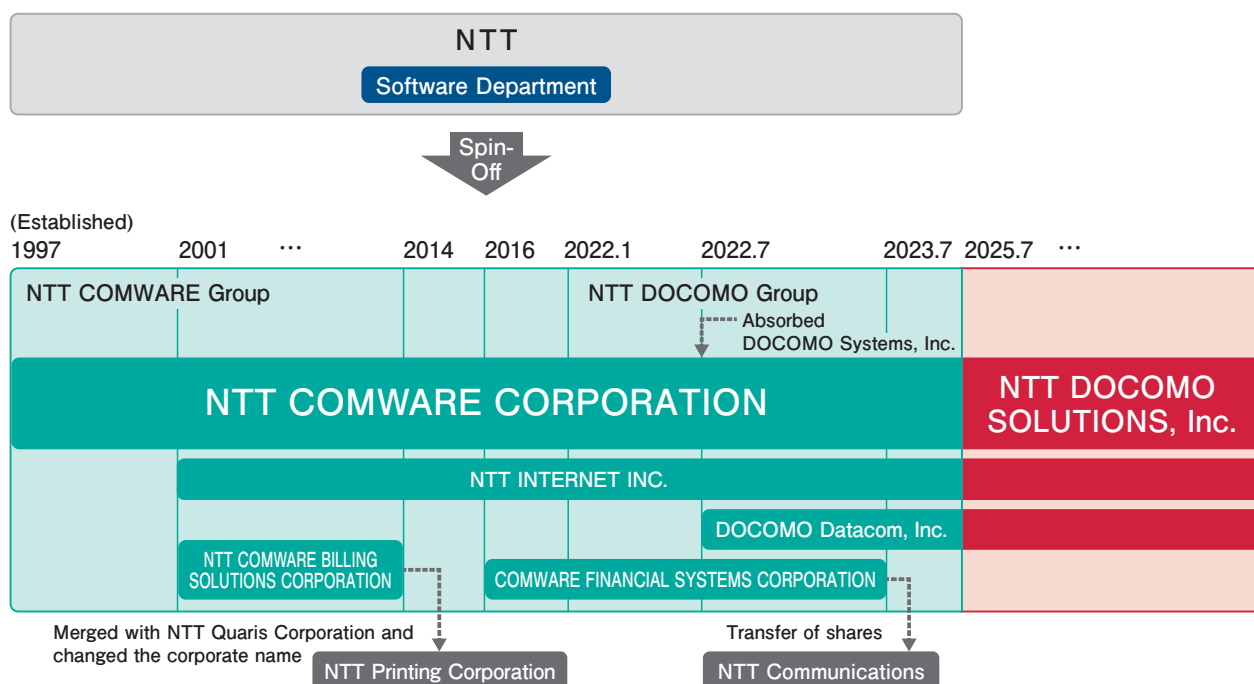 NTT
Software Department
Spin-
Off
(Established)
1997
2001
…
2014
2016
2022.1
2022.7
2023.7
2025.7
…
NTT COMWARE Group
NTT DOCOMO Group
Absorbed
DOCOMO Systems, Inc.
NTT COMWARE CORPORATION
NTT DOCOMO
SOLUTIONS, Inc.
NTT INTERNET INC.
DOCOMO Datacom, Inc.
NTT COMWARE BILLING
SOLUTIONS CORPORATION
COMWARE FINANCIAL SYSTEMS CORPORATION
Merged with NTT Quaris Corporation and
changed the corporate name
Transfer of shares
NTT Printing Corporation
NTT Communications